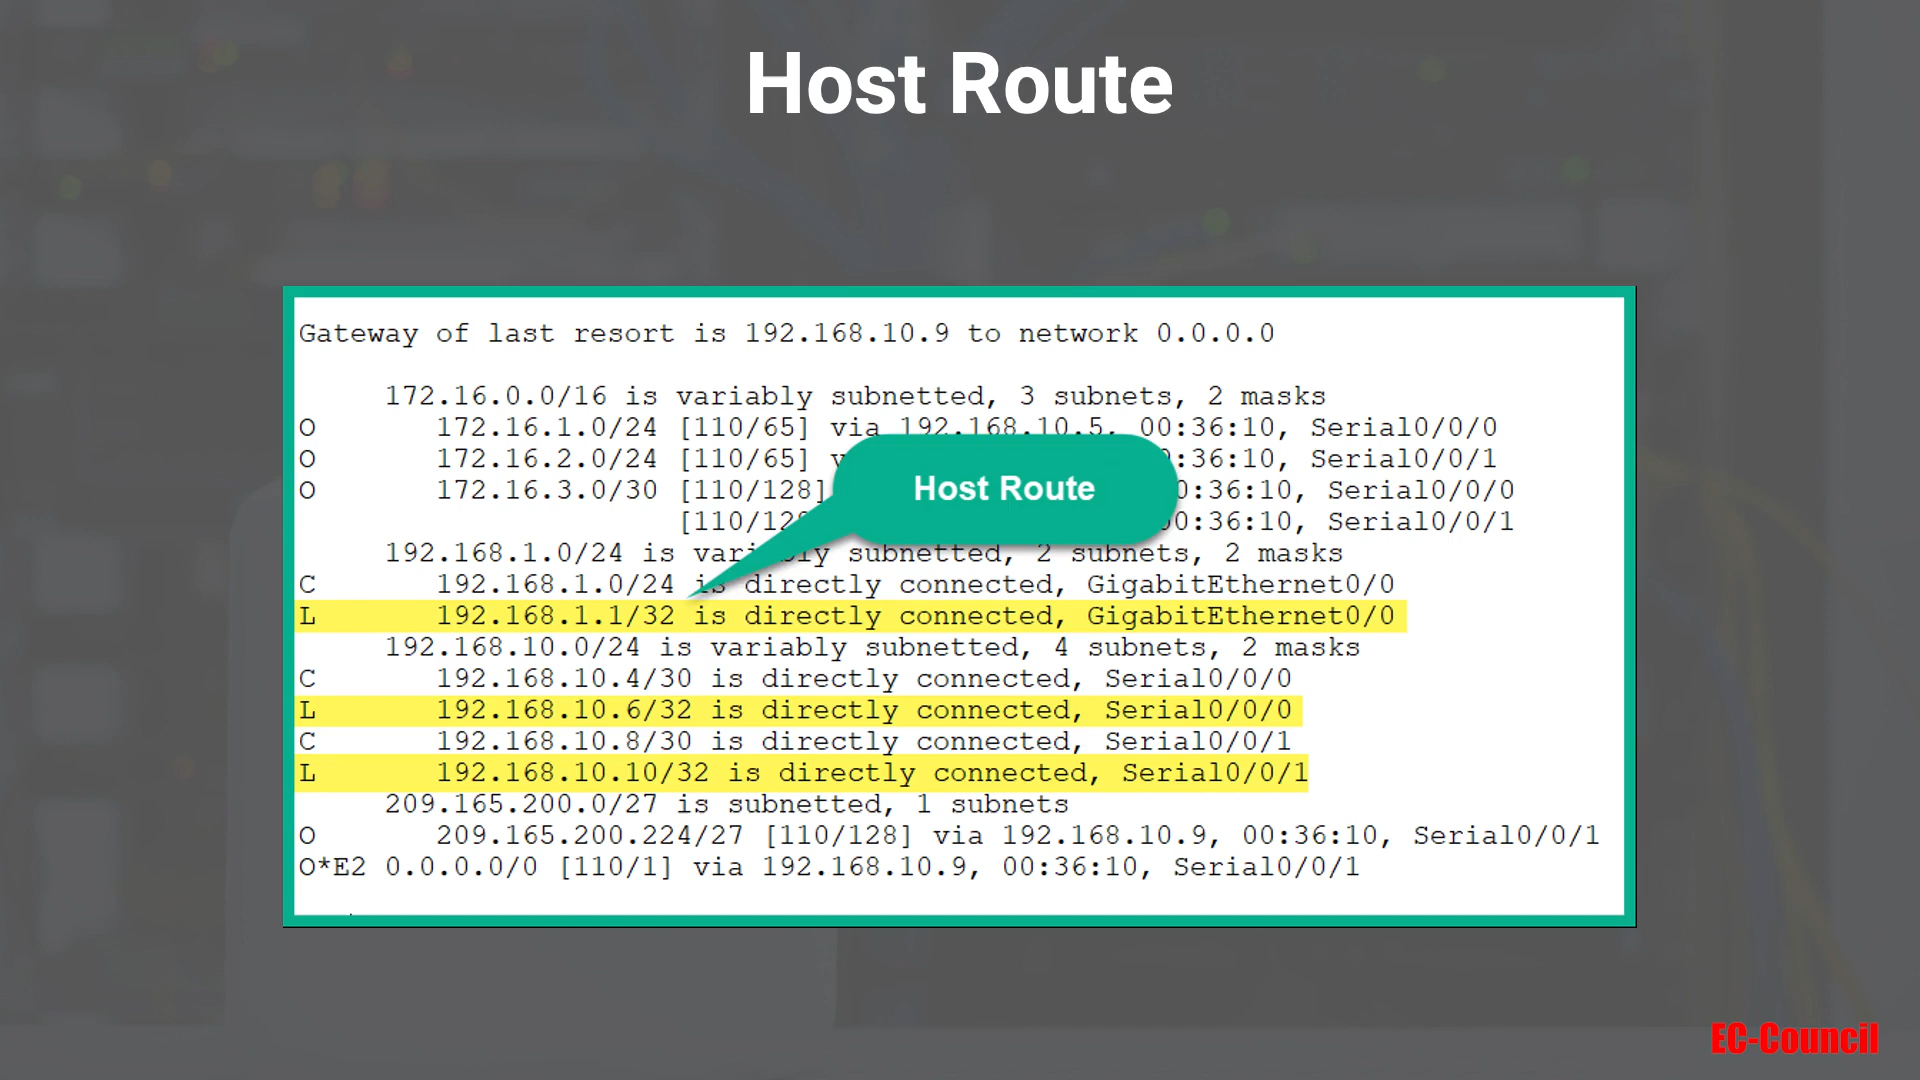 Host Route
Gateway of last resort is 192.168.10.9 to network 0.0.0.0
172.16.0.0/16 is variably subnetted, 3 subnets, 2 masks
O 172.16.1.0/24 [110/65] via 192.168.10.5, 00:36:10, Serial0/0/0
O 172.16.2.0/24 [110/65] :36:10, Serial0/0/1
O 172.16.3.0/30 [110/128] 0:36:10, Serial0/0/0
Host Route
[110/12 0:36:10, Serial0/0/1
192.168.1.0/24 is variably subnetted, 2 subnets, 2 masks
C 192.168.1.0/24 is directly connected, GigabitEthernet0/0
L 192.168.1.1/32 is directly connected, GigabitEthernet0/0
192.168.10.0/24 is variably subnetted, 4 subnets, 2 masks
C 192.168.10.4/30 is directly connected, Serial0/0/0
L 192.168.10.6/32 is directly connected, Serial0/0/0
C 192.168.10.8/30 is directly connected, Serial0/0/1
L 192.168.10.10/32 is directly connected, Serial0/0/1
209.165.200.0/27 is subnetted, 1 subnets
O 209.165.200.224/27 [110/128] via 192.168.10.9, 00:36:10, Serial0/0/1
O*E2 0.0.0.0/0 [110/1] via 192.168.10.9, 00:36:10, Serial0/0/1
EC-Council